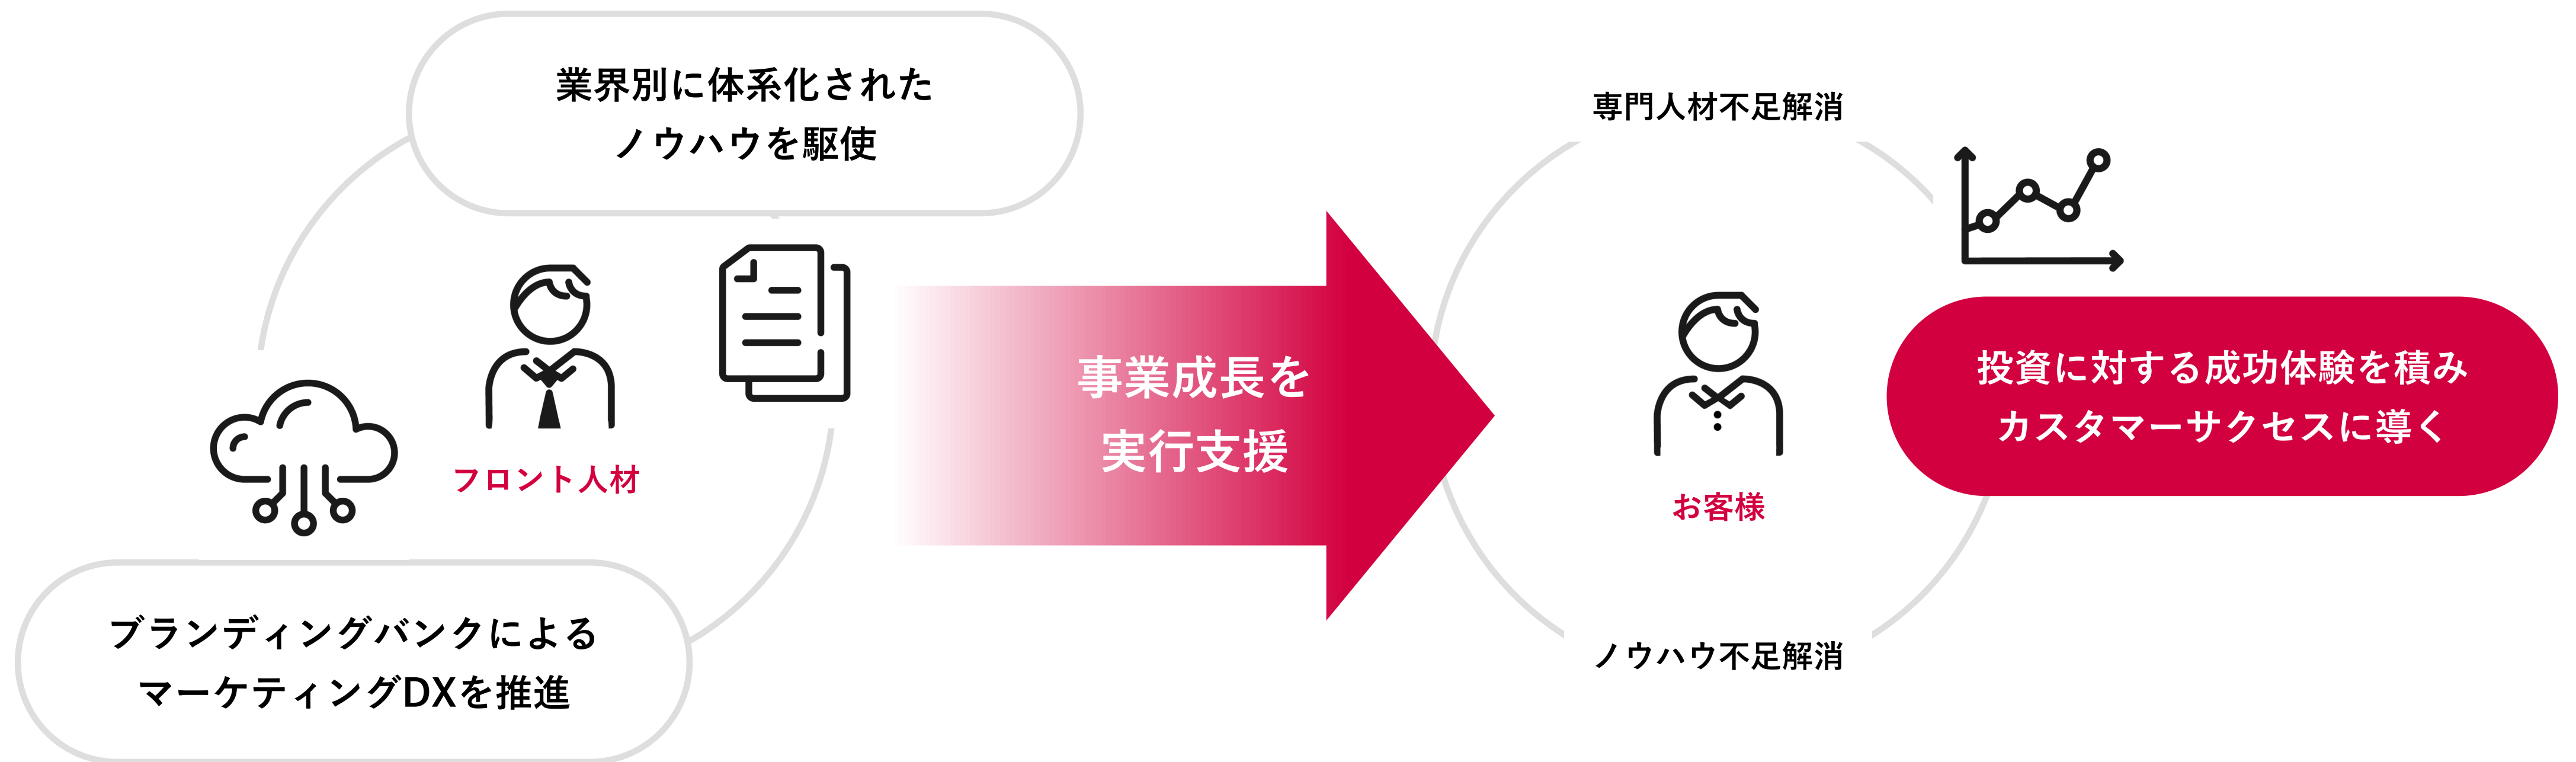 業界別に体系化された
ノウハウを駆使
フロント人材
ブランディングバンクによる
マーケティングDXを推進
事業成長を
実行支援
専門人材不足解消
お客様
投資に対する成功体験を積み
カスタマーサクセスに導く
ノウハウ不足解消